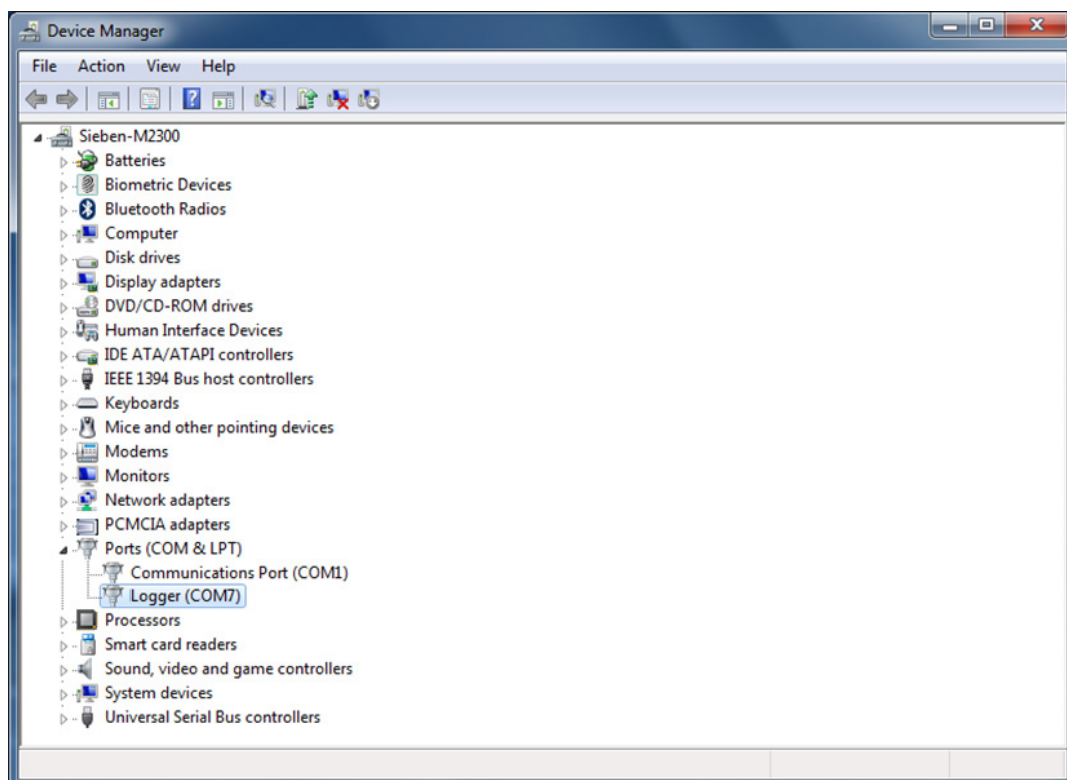 Device Manager
File Action View Help
Sieben-M2300
Batteries
Biometric Devices
Bluetooth Radios
Computer
Disk drives
Display adapters
DVD/CD-ROM drives
Human Interface Devices
IDE ATA/ATAPI controllers
IEEE 1394 Bus host controllers
Keyboards
Mice and other pointing devices
Modems
Monitors
Network adapters
PCMCIA adapters
Ports (COM & LPT)
Communications Port (COM1)
Logger (COM7)
Processors
Smart card readers
Sound, video and game controllers
System devices
Universal Serial Bus controllers